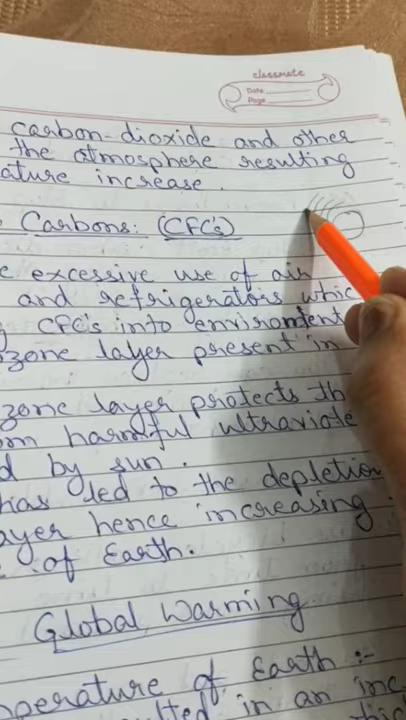 classmate
Date
Page
carbon-dioxide and other
the atmosphere resulting
ature increase.
Carbons: (CFC's)
e excessive use of air
and refrigerators whic
CFC's into enviroment
zone layer present in
zone layer protects th
om harmful ultraviole
d by sun.
has led to the depletion
ayer hence increasing
of Earth.
Global Warming
mperature of Earth :-
in an inc